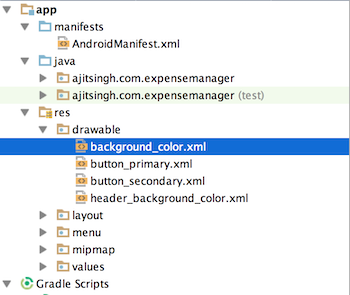 app
manifests
AndroidManifest.xml
java
ajitsingh.com.expensemanager
ajitsingh.com.expensemanager (test)
res
drawable
background_color.xml
button_primary.xml
button_secondary.xml
header_background_color.xml
layout
menu
mipmap
values
Gradle Scripts